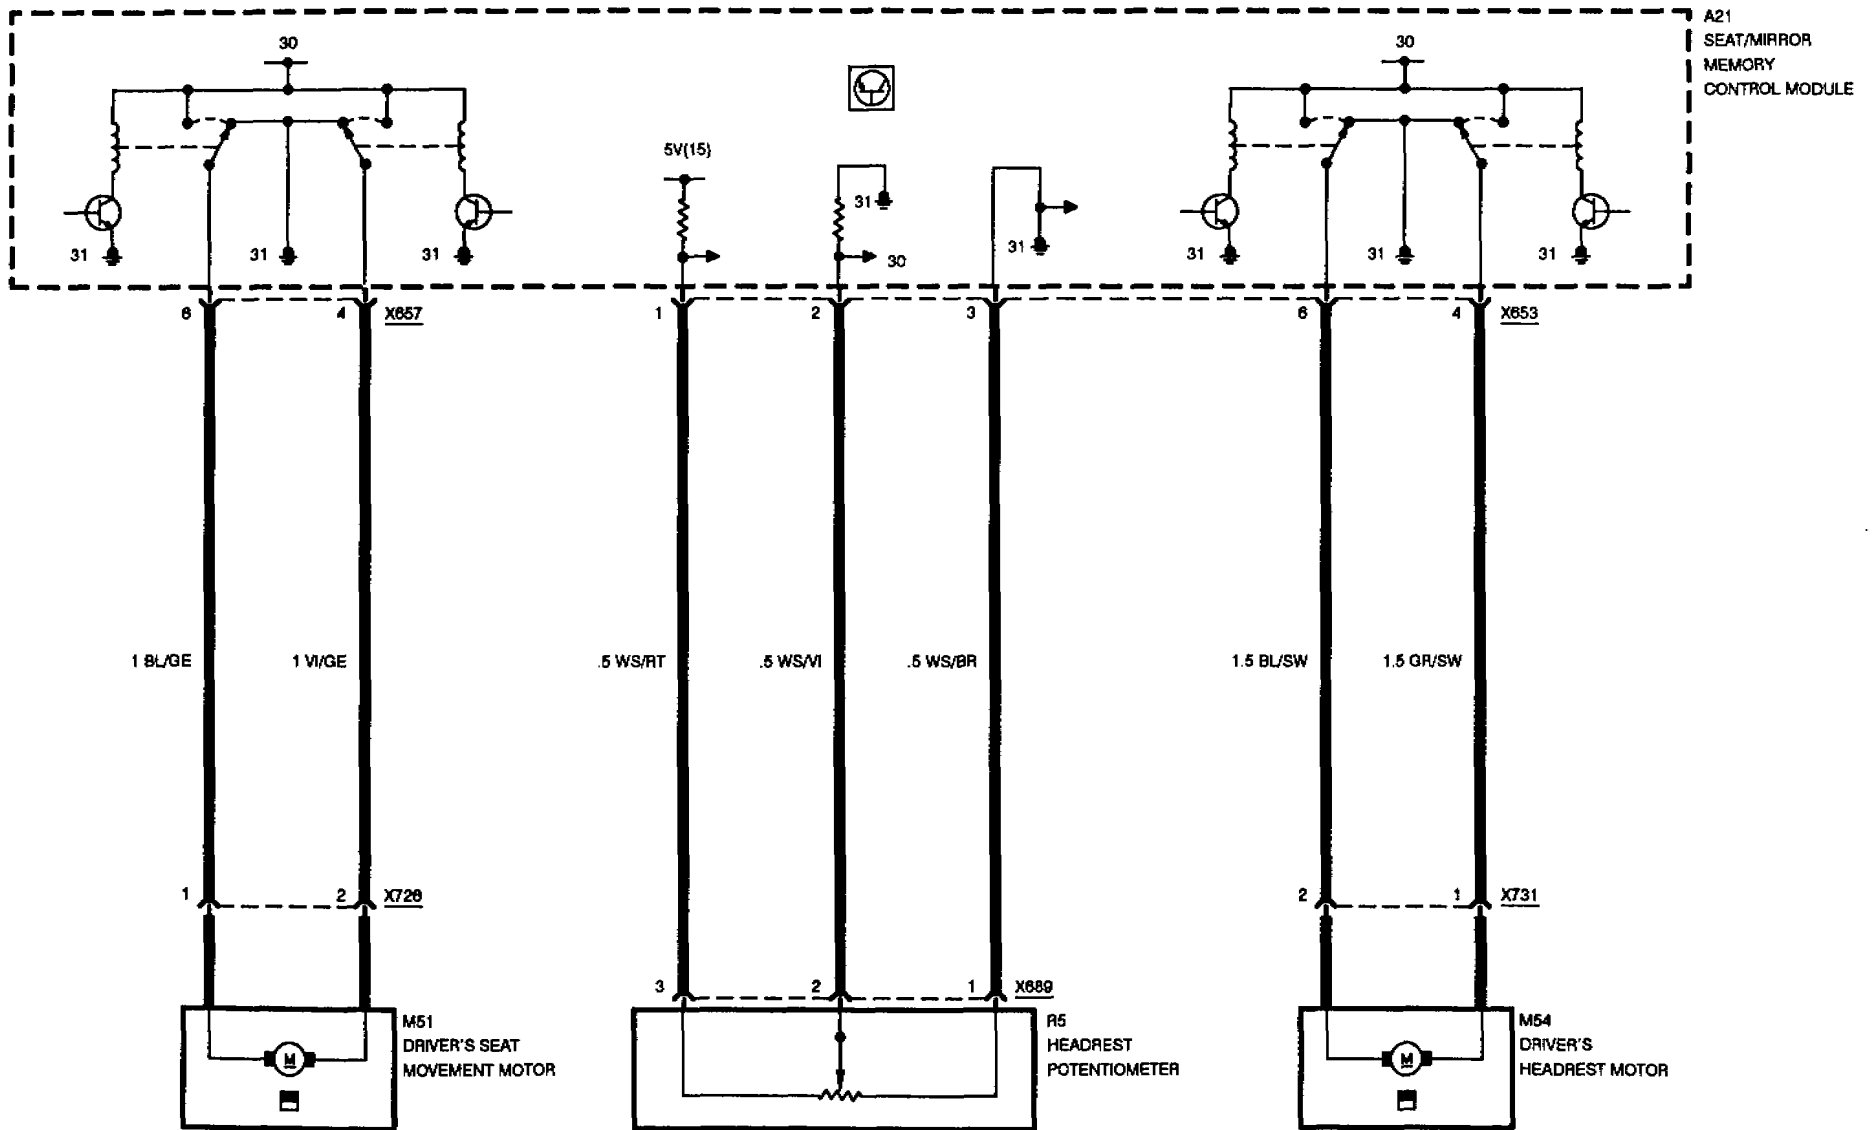 A21
SEAT/MIRROR
MEMORY
CONTROL MODULE
30
30
5V(15)
31
31
31
31
30
31
31
31
31
6
4
X657
1
2
3
6
4
X653
1 BL/GE
1 VI/GE
.5 WS/RT
.5 WS/VI
.5 WS/BR
1.5 BL/SW
1.5 GR/SW
1
2
X726
2
1
X731
3
2
1
X689
M51
DRIVER'S SEAT
MOVEMENT MOTOR
M
R5
HEADREST
POTENTIOMETER
M54
DRIVER'S
HEADREST MOTOR
M